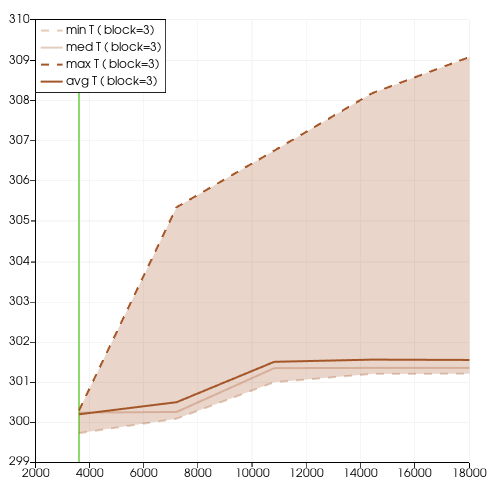 310
309
308
307
306
305
304
303
302
301
300
299
min T ( block=3)
med T ( block=3)
max T ( block=3)
avg T ( block=3)
2000 4000 6000 8000 10000 12000 14000 16000 18000